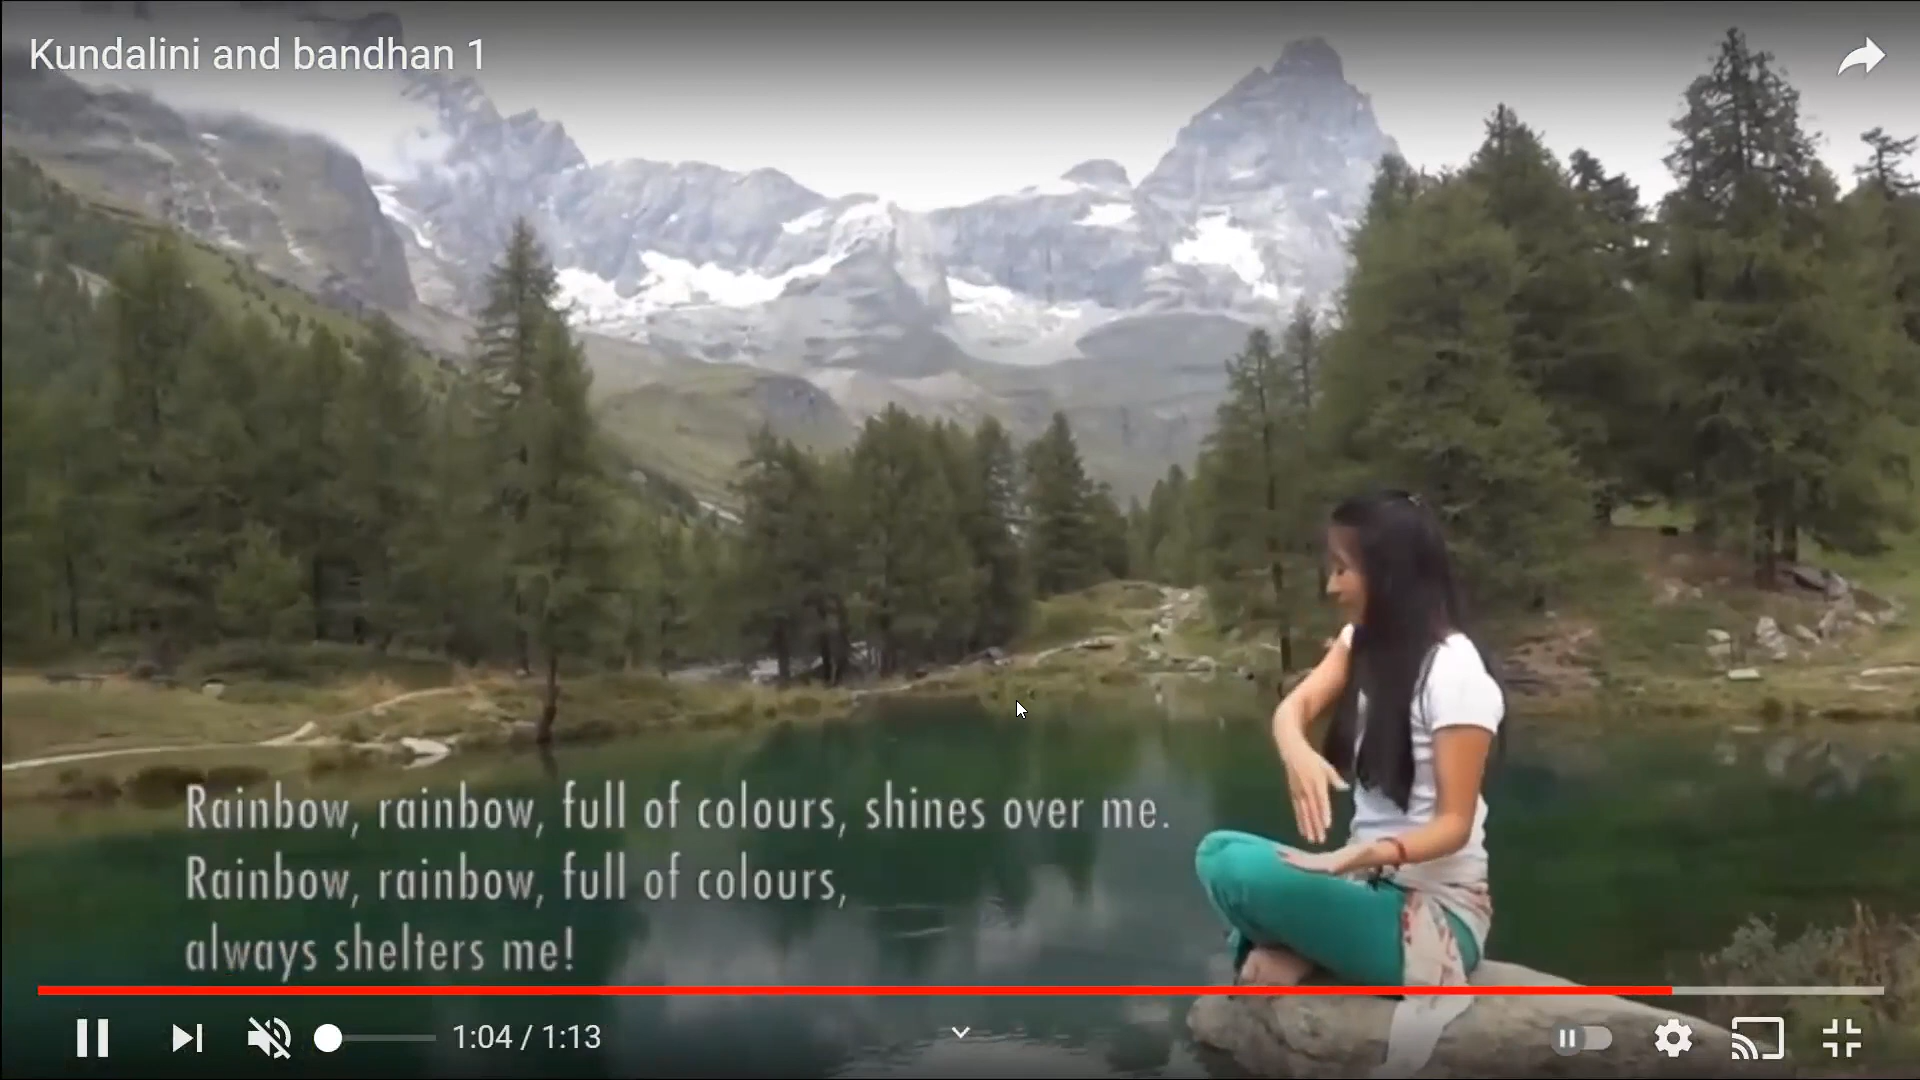 Kundalini and bandhan 1
Rainbow, rainbow, full of colours, shines over me.
Rainbow, rainbow, full of colours,
always shelters me!
1:04 / 1:13